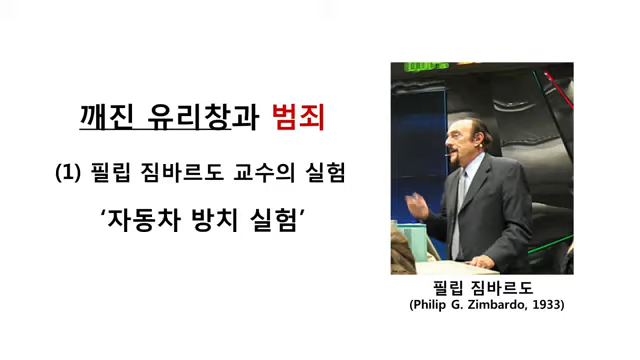 깨진 유리창과 범죄
(1) 필립 짐바르도 교수의 실험
‘자동차 방치 실험’
필립 짐바르도
(Philip G. Zimbardo, 1933)